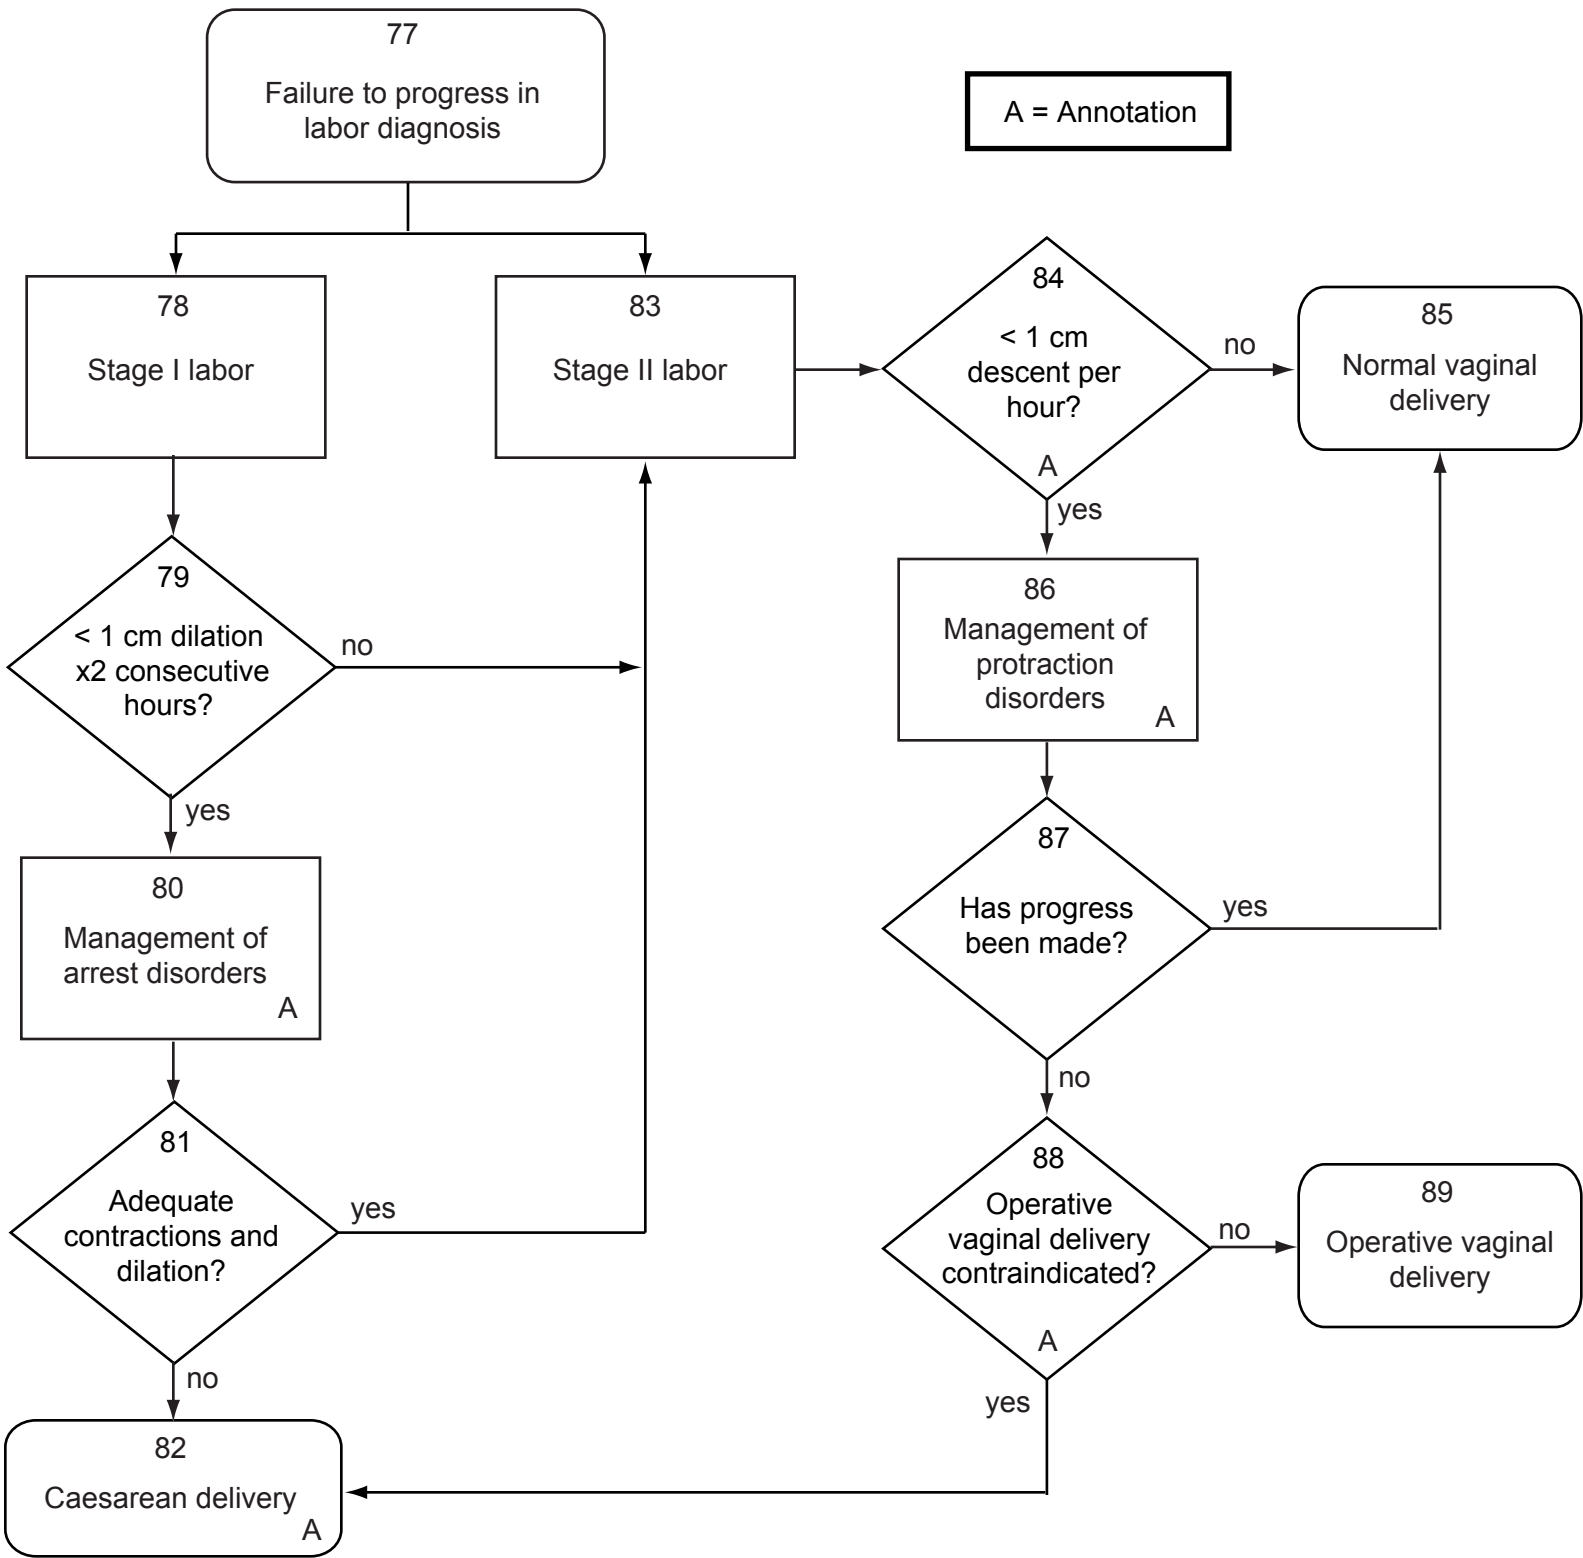 77
Failure to progress in
labor diagnosis
A = Annotation
78
Stage I labor
83
Stage II labor
84
< 1 cm
descent per
hour?
A
no
yes
85
Normal vaginal
delivery
79
< 1 cm dilation
x2 consecutive
hours?
no
yes
86
Management of
protraction
disorders
A
80
Management of
arrest disorders
A
87
Has progress
been made?
yes
no
81
Adequate
contractions and
dilation?
yes
no
88
Operative
vaginal delivery
contraindicated?
A
no
yes
89
Operative vaginal
delivery
82
Caesarean delivery
A